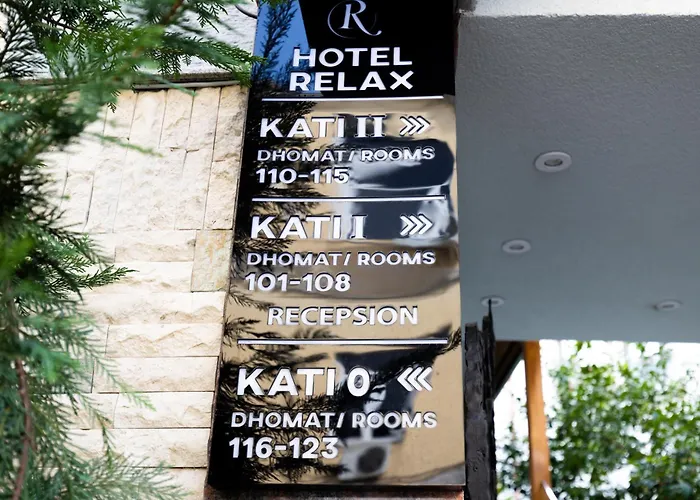 R
HOTEL
RELAX
KATI II >>>
DHOMAT/ROOMS
110-115
KATI I >>>
DHOMAT/ROOMS
101-108
RECEPSION
KATI 0 <<<
DHOMAT/ROOMS
116-123